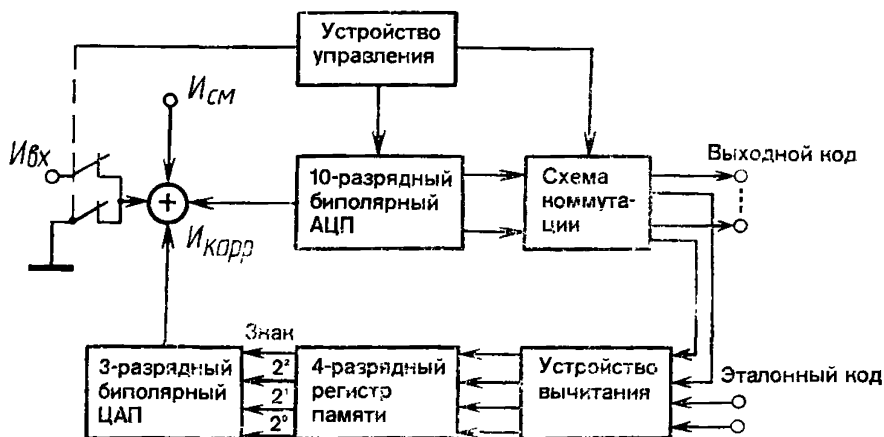 Устройство
управления
Исм
Ивх
10-разрядный
биполярный
АЦП
Схема
коммута-
ции
Выходной код
Икорр
Знак
2²
2¹
2⁰
3-разрядный
биполярный
ЦАП
4-разрядный
регистр
памяти
Устройство
вычитания
Эталонный код